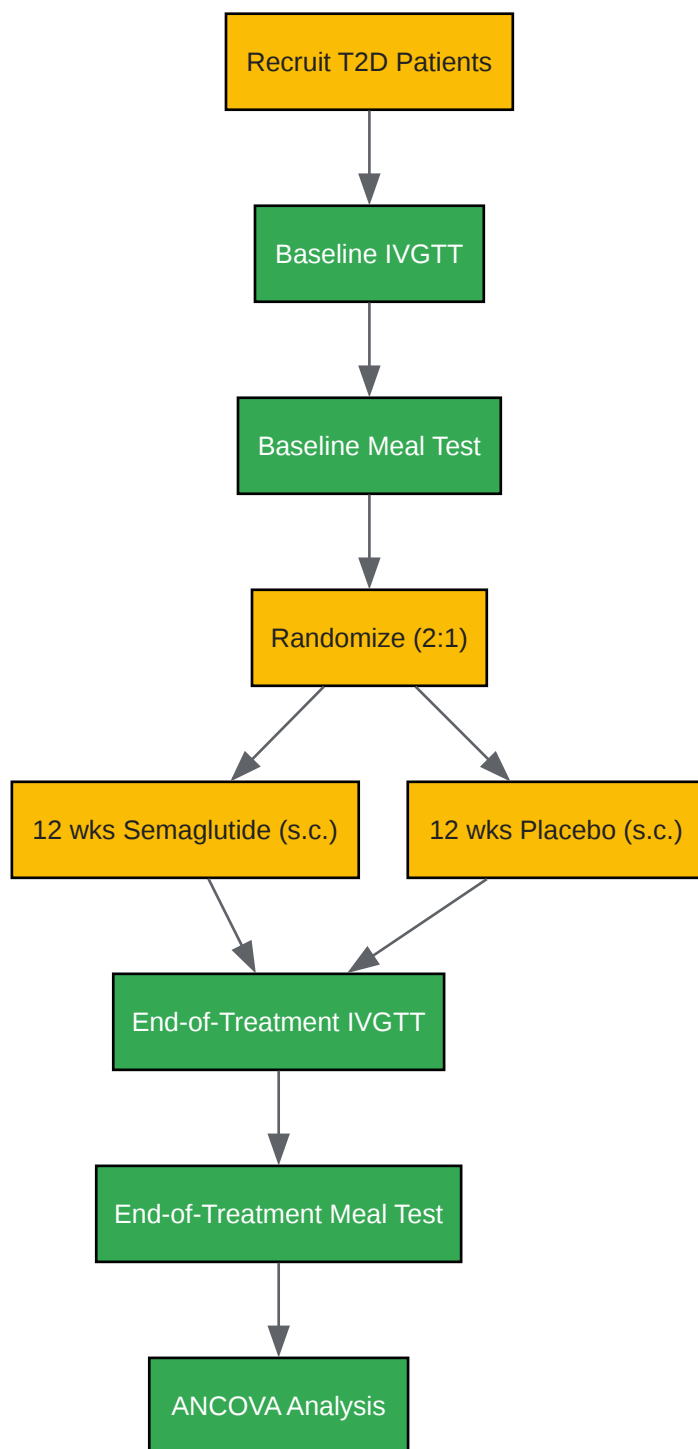 Recruit T2D Patients
Baseline IVGTT
Baseline Meal Test
Randomize (2:1)
12 wks Semaglutide (s.c.)
12 wks Placebo (s.c.)
End-of-Treatment IVGTT
End-of-Treatment Meal Test
ANCOVA Analysis